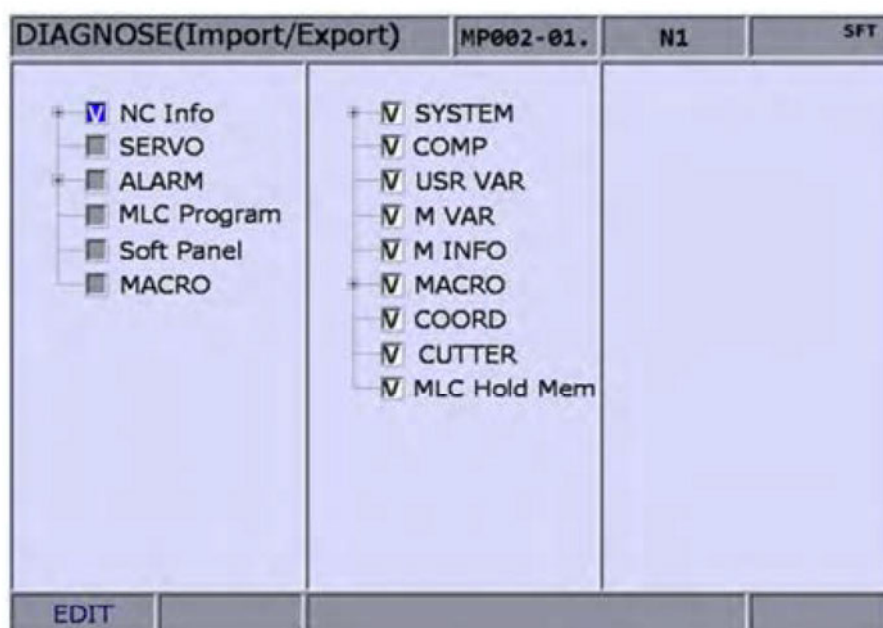 DIAGNOSE(Import/Export) MP002-01. N1 SFT
V NC Info
SERVO
ALARM
MLC Program
Soft Panel
MACRO
V SYSTEM
V COMP
V USR VAR
V M VAR
V M INFO
V MACRO
V COORD
V CUTTER
V MLC Hold Mem
EDIT